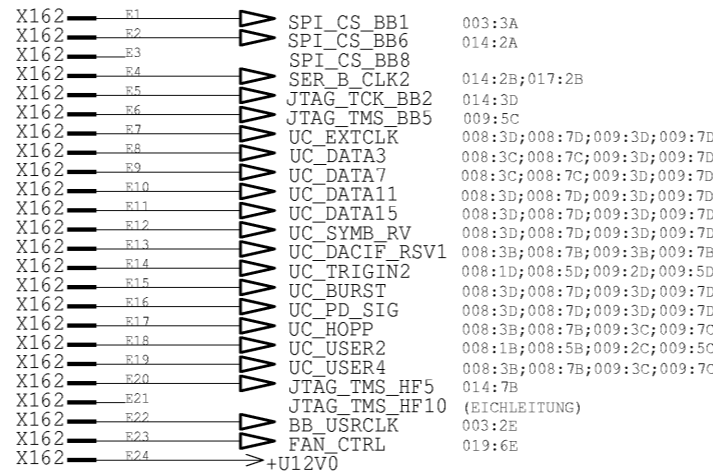 X162 E1 SPI_CS_BB1 003:3A
X162 E2 SPI_CS_BB6 014:2A
X162 E3 SPI_CS_BB8
X162 E4 SER_B_CLK2 014:2B;017:2B
X162 E5 JTAG_TCK_BB2 014:3D
X162 E6 JTAG_TMS_BB5 009:5C
X162 E7 UC_EXTCLK 008:3D;008:7D;009:3D;009:7D
X162 E8 UC_DATA3 008:3C;008:7C;009:3D;009:7D
X162 E9 UC_DATA7 008:3C;008:7C;009:3D;009:7D
X162 E10 UC_DATA11 008:3D;008:7D;009:3D;009:7D
X162 E11 UC_DATA15 008:3D;008:7D;009:3D;009:7D
X162 E12 UC_SYMB_RV 008:3D;008:7D;009:3D;009:7D
X162 E13 UC_DACIF_RSV1 008:3B;008:7B;009:3B;009:7B
X162 E14 UC_TRIGIN2 008:1D;008:5D;009:2D;009:5D
X162 E15 UC_BURST 008:3D;008:7D;009:3D;009:7D
X162 E16 UC_PD_SIG 008:3D;008:7D;009:3D;009:7D
X162 E17 UC_HOPP 008:3B;008:7B;009:3C;009:7C
X162 E18 UC_USER2 008:1B;008:5B;009:2C;009:5C
X162 E19 UC_USER4 008:3B;008:7B;009:3C;009:7C
X162 E20 JTAG_TMS_HF5 014:7B
X162 E21 JTAG_TMS_HF10 (EICHLEITUNG)
X162 E22 BB_USRCLK 003:2E
X162 E23 FAN_CTRL 019:6E
X162 E24 +U12V0